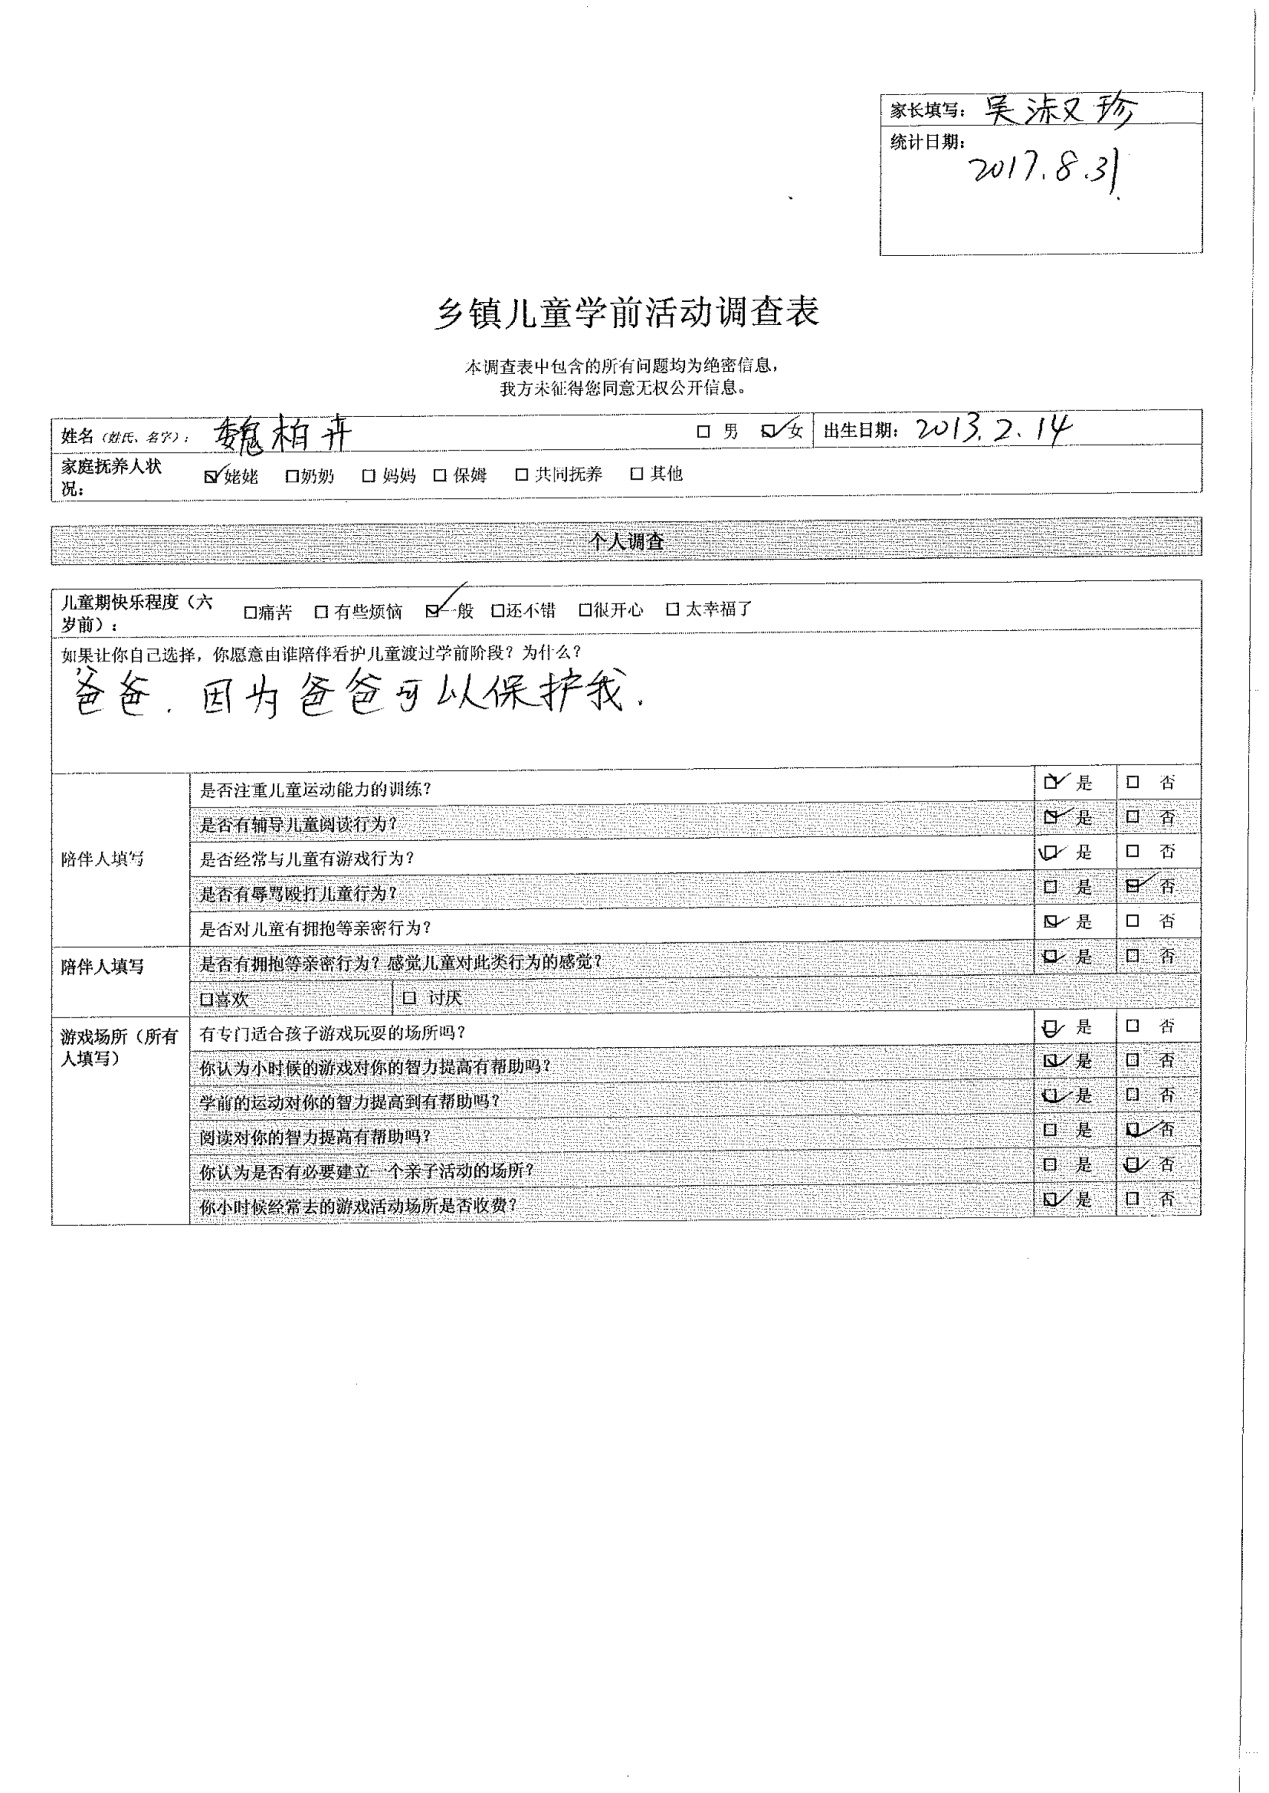 家长填写：吴淑珍
统计日期：
2017.8.31
乡镇儿童学前活动调查表
本调查表中包含的所有问题均为绝密信息，
我方未征得您同意无权公开信息。
姓名（姓氏、名字）：魏柏卉 □ 男 ☑ 女 出生日期：2013.2.14
家庭抚养人状况： ☑姥姥 □奶奶 □ 妈妈 □ 保姆 □ 共同抚养 □ 其他
个人调查
儿童期快乐程度（六岁前）： □痛苦 □ 有些烦恼 ☑一般 □还不错 □很开心 □ 太幸福了
如果让你自己选择，你愿意由谁陪伴看护儿童渡过学前阶段？为什么？
爸爸．因为爸爸可以保护我．
陪伴人填写
是否注重儿童运动能力的训练？ ☑ 是 □ 否
是否有辅导儿童阅读行为？ ☑ 是 □ 否
是否经常与儿童有游戏行为？ ☑ 是 □ 否
是否有辱骂殴打儿童行为？ □ 是 ☑ 否
是否对儿童有拥抱等亲密行为？ ☑ 是 □ 否
陪伴人填写
是否有拥抱等亲密行为？感觉儿童对此类行为的感觉？ ☑ 是 □ 否
□喜欢 □ 讨厌
游戏场所（所有人填写）
有专门适合孩子游戏玩耍的场所吗？ ☑ 是 □ 否
你认为小时候的游戏对你的智力提高有帮助吗？ ☑ 是 □ 否
学前的运动对你的智力提高到有帮助吗？ ☑ 是 □ 否
阅读对你的智力提高有帮助吗？ □ 是 ☑ 否
你认为是否有必要建立一个亲子活动的场所？ □ 是 ☑ 否
你小时候经常去的游戏活动场所是否收费？ ☑ 是 □ 否